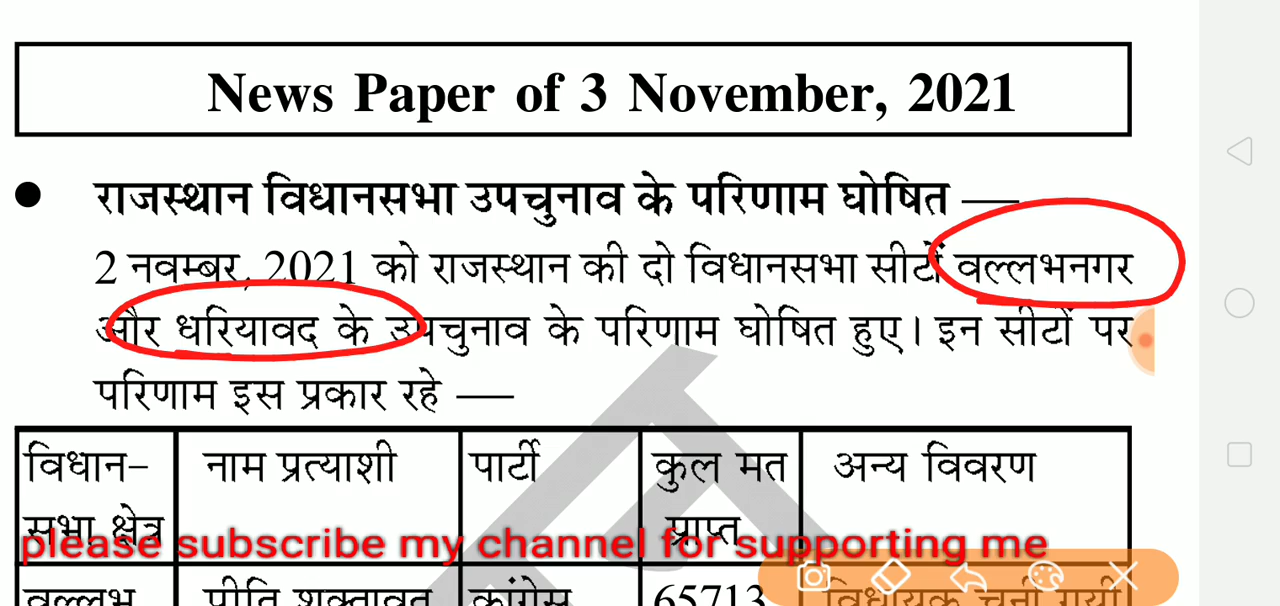 News Paper of 3 November, 2021
● राजस्थान विधानसभा उपचुनाव के परिणाम घोषित —
2 नवम्बर, 2021 को राजस्थान की दो विधानसभा सीटों वल्लभनगर
और धरियावद के उपचुनाव के परिणाम घोषित हुए। इन सीटों पर
परिणाम इस प्रकार रहे —
विधान- नाम प्रत्याशी पार्टी कुल मत अन्य विवरण
सभा क्षेत्र प्राप्त
please subscribe my channel for supporting me
वल्लभ प्रीति शक्तावत कांग्रेस 65713 विधायक चुनी गयी